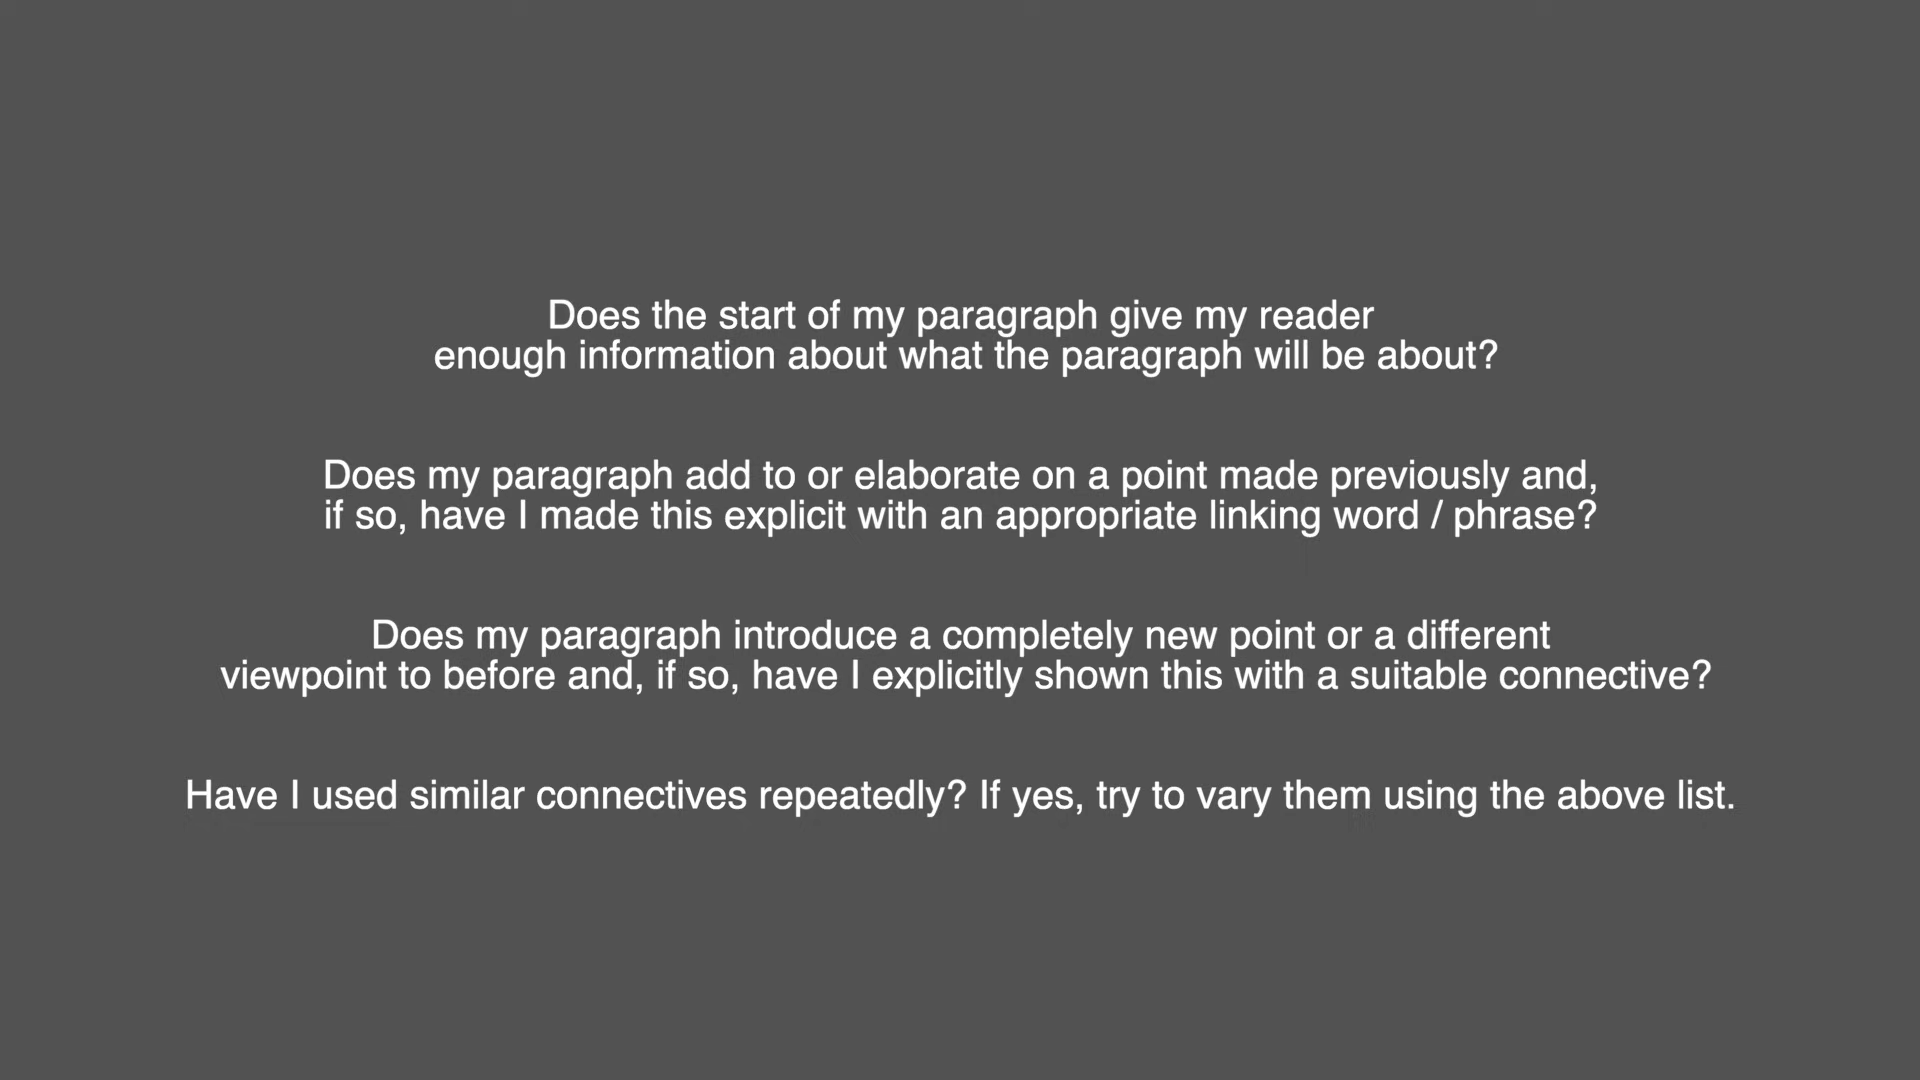 Does the start of my paragraph give my reader
enough information about what the paragraph will be about?
Does my paragraph add to or elaborate on a point made previously and,
if so, have I made this explicit with an appropriate linking word / phrase?
Does my paragraph introduce a completely new point or a different
viewpoint to before and, if so, have I explicitly shown this with a suitable connective?
Have I used similar connectives repeatedly? If yes, try to vary them using the above list.